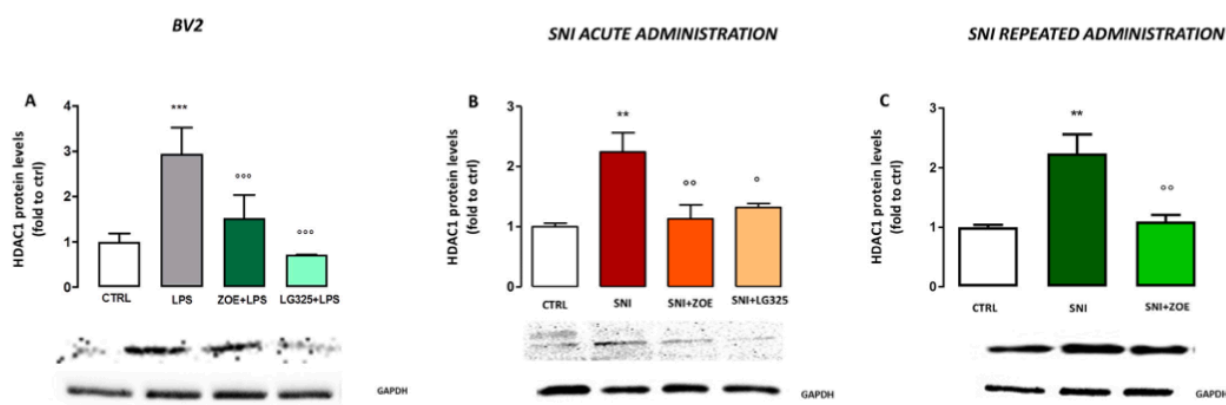 BV2
SNI ACUTE ADMINISTRATION
SNI REPEATED ADMINISTRATION
A
HDAC1 protein levels
(fold to ctrl)
4
3
2
1
0
***
°°°
°°°
CTRL
LPS
ZOE+LPS
LG325+LPS
GAPDH
B
HDAC1 protein levels
(fold to ctrl)
3
2
1
0
**
°°
°
CTRL
SNI
SNI+ZOE
SNI+LG325
GAPDH
C
HDAC1 protein levels
(fold to ctrl)
3
2
1
0
**
°°
CTRL
SNI
SNI+ZOE
GAPDH